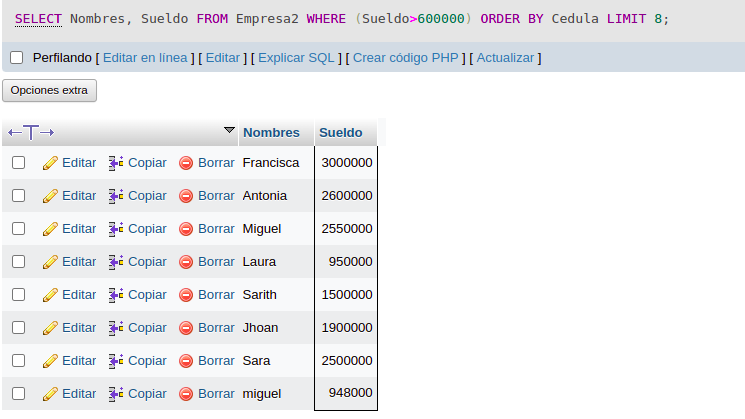 SELECT Nombres, Sueldo FROM Empresa2 WHERE (Sueldo>600000) ORDER BY Cedula LIMIT 8;
Perfilando [ Editar en línea ] [ Editar ] [ Explicar SQL ] [ Crear código PHP ] [ Actualizar ]
Opciones extra
Nombres Sueldo
Editar Copiar Borrar Francisca 3000000
Editar Copiar Borrar Antonia 2600000
Editar Copiar Borrar Miguel 2550000
Editar Copiar Borrar Laura 950000
Editar Copiar Borrar Sarith 1500000
Editar Copiar Borrar Jhoan 1900000
Editar Copiar Borrar Sara 2500000
Editar Copiar Borrar miguel 948000